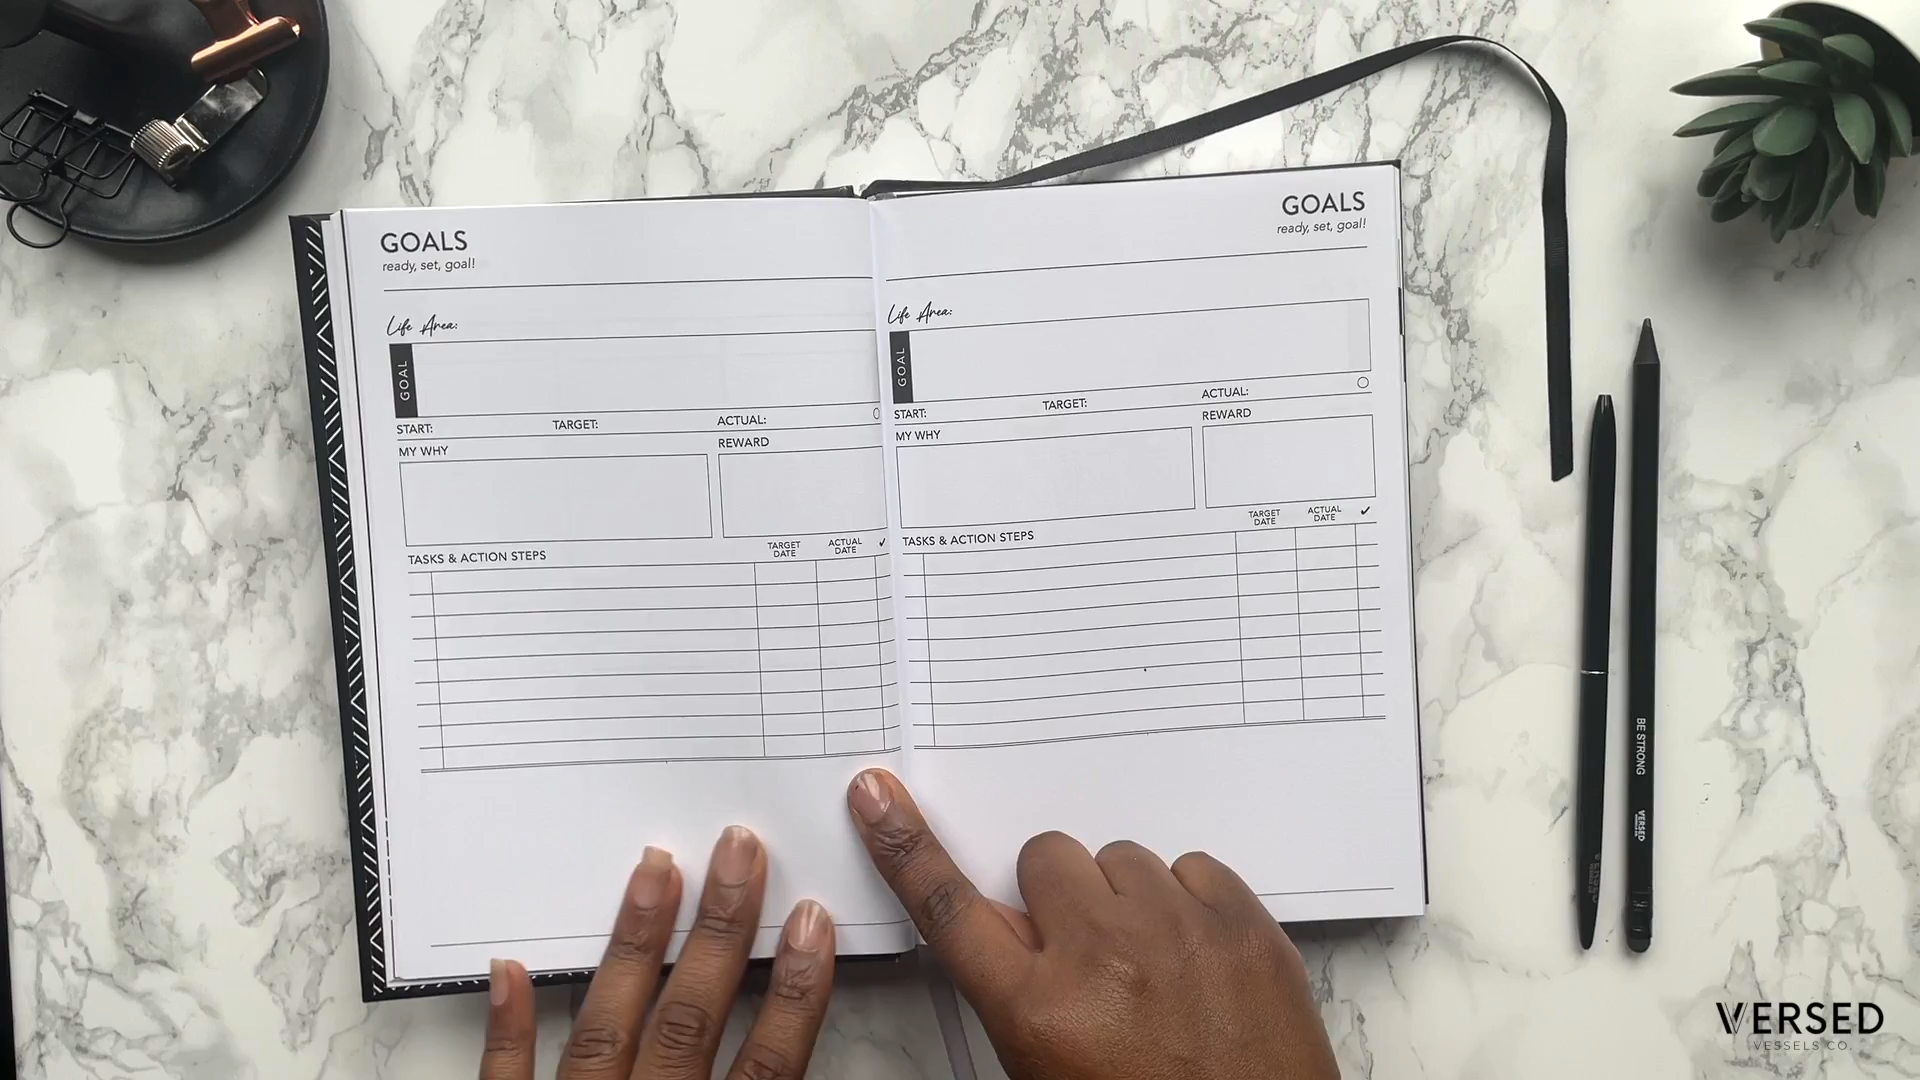 GOALS
ready, set, goal!
Life Area:
GOAL
START: TARGET: ACTUAL:
MY WHY REWARD
TASKS & ACTION STEPS TARGET DATE ACTUAL DATE ✓
GOALS
ready, set, goal!
Life Area:
GOAL
START: TARGET: ACTUAL:
MY WHY REWARD
TASKS & ACTION STEPS TARGET DATE ACTUAL DATE ✓
BE STRONG
VERSED
VERSED
VESSELS CO.